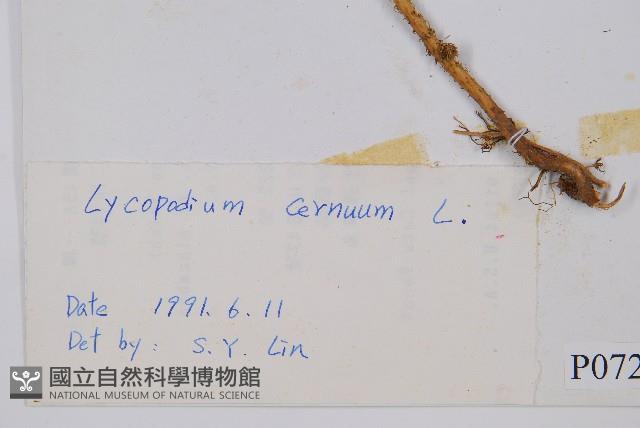 Lycopodium cernuum L.
Date 1991.6.11
Det by: S.Y. Lin
P072
國立自然科學博物館
NATIONAL MUSEUM OF NATURAL SCIENCE